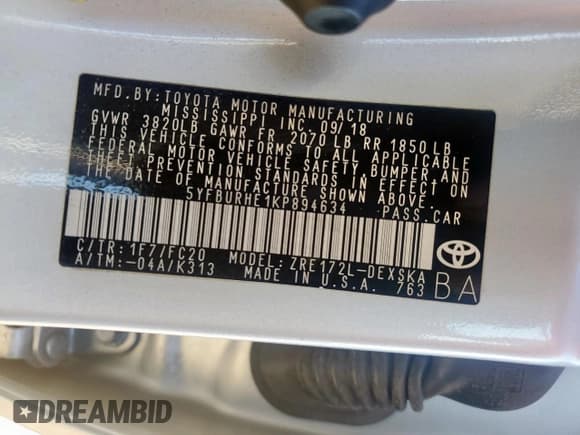 MFD. BY: TOYOTA MOTOR MANUFACTURING
MISSISSIPPI, INC. 09/18
GVWR 3820LB GAWR FR 2070 LB RR 1850 LB
THIS VEHICLE CONFORMS TO ALL APPLICABLE
FEDERAL MOTOR VEHICLE SAFETY, BUMPER, AND
THEFT PREVENTION STANDARDS IN EFFECT ON
THE DATE OF MANUFACTURE SHOWN ABOVE.
5YFBURHE1KP894634 PASS.CAR
C/TR: 1F7/FC20 MODEL: ZRE172L-DEXSKA
A/TM: -04A/K313 MADE IN U.S.A. 763
BA
DREAMBID